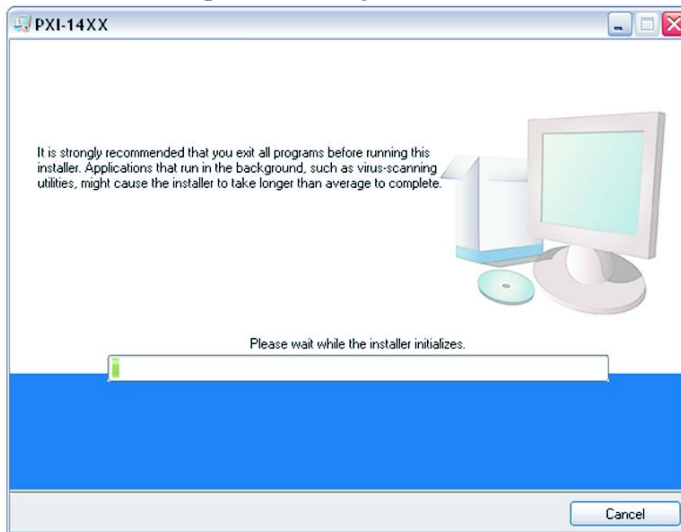 PXI-14XX
It is strongly recommended that you exit all programs before running this
installer. Applications that run in the background, such as virus-scanning
utilities, might cause the installer to take longer than average to complete.
Please wait while the installer initializes.
Cancel